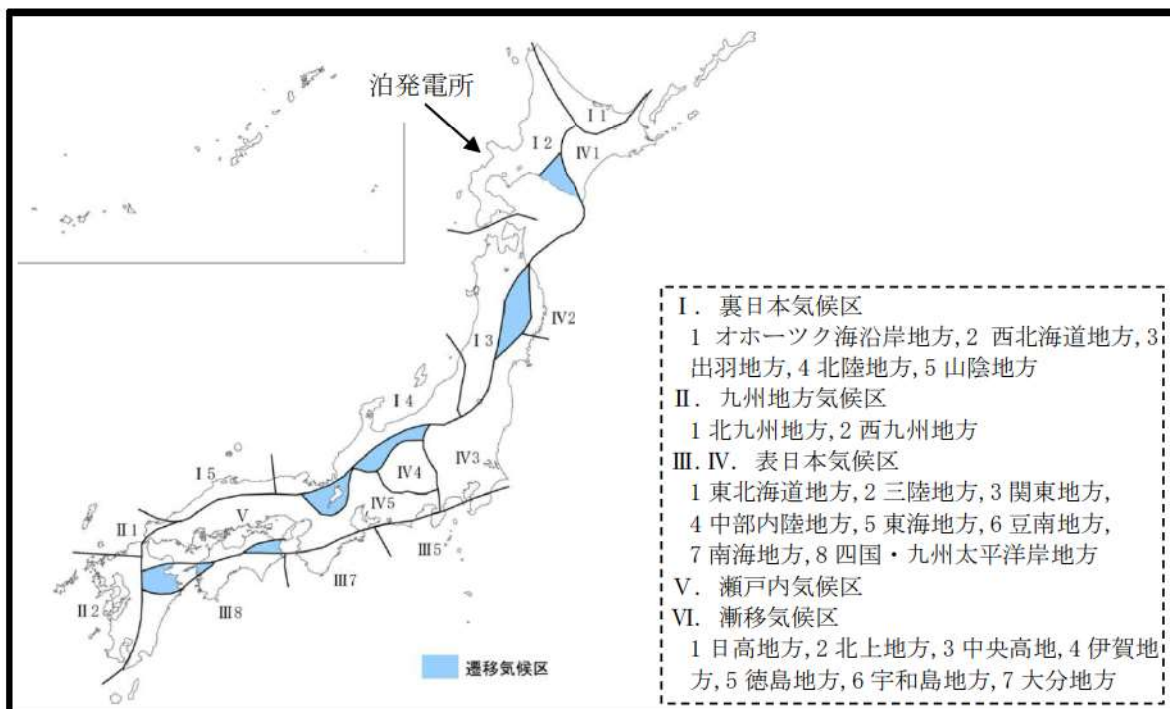 泊発電所
Ⅰ1
Ⅰ2
Ⅳ1
Ⅳ2
Ⅰ3
Ⅰ4
Ⅳ3
Ⅳ4
Ⅰ5
Ⅳ5
Ⅴ
Ⅱ1
Ⅲ5
Ⅲ7
Ⅱ2
Ⅲ8
遷移気候区
Ⅰ. 裏日本気候区
1 オホーツク海沿岸地方,2 西北海道地方,3
出羽地方,4 北陸地方,5 山陰地方
Ⅱ. 九州地方気候区
1 北九州地方,2 西九州地方
Ⅲ.Ⅳ. 表日本気候区
1 東北海道地方,2 三陸地方,3 関東地方,
4 中部内陸地方,5 東海地方,6 豆南地方,
7 南海地方,8 四国・九州太平洋岸地方
Ⅴ. 瀬戸内気候区
Ⅵ. 漸移気候区
1 日高地方,2 北上地方,3 中央高地,4 伊賀地
方,5 徳島地方,6 宇和島地方,7 大分地方